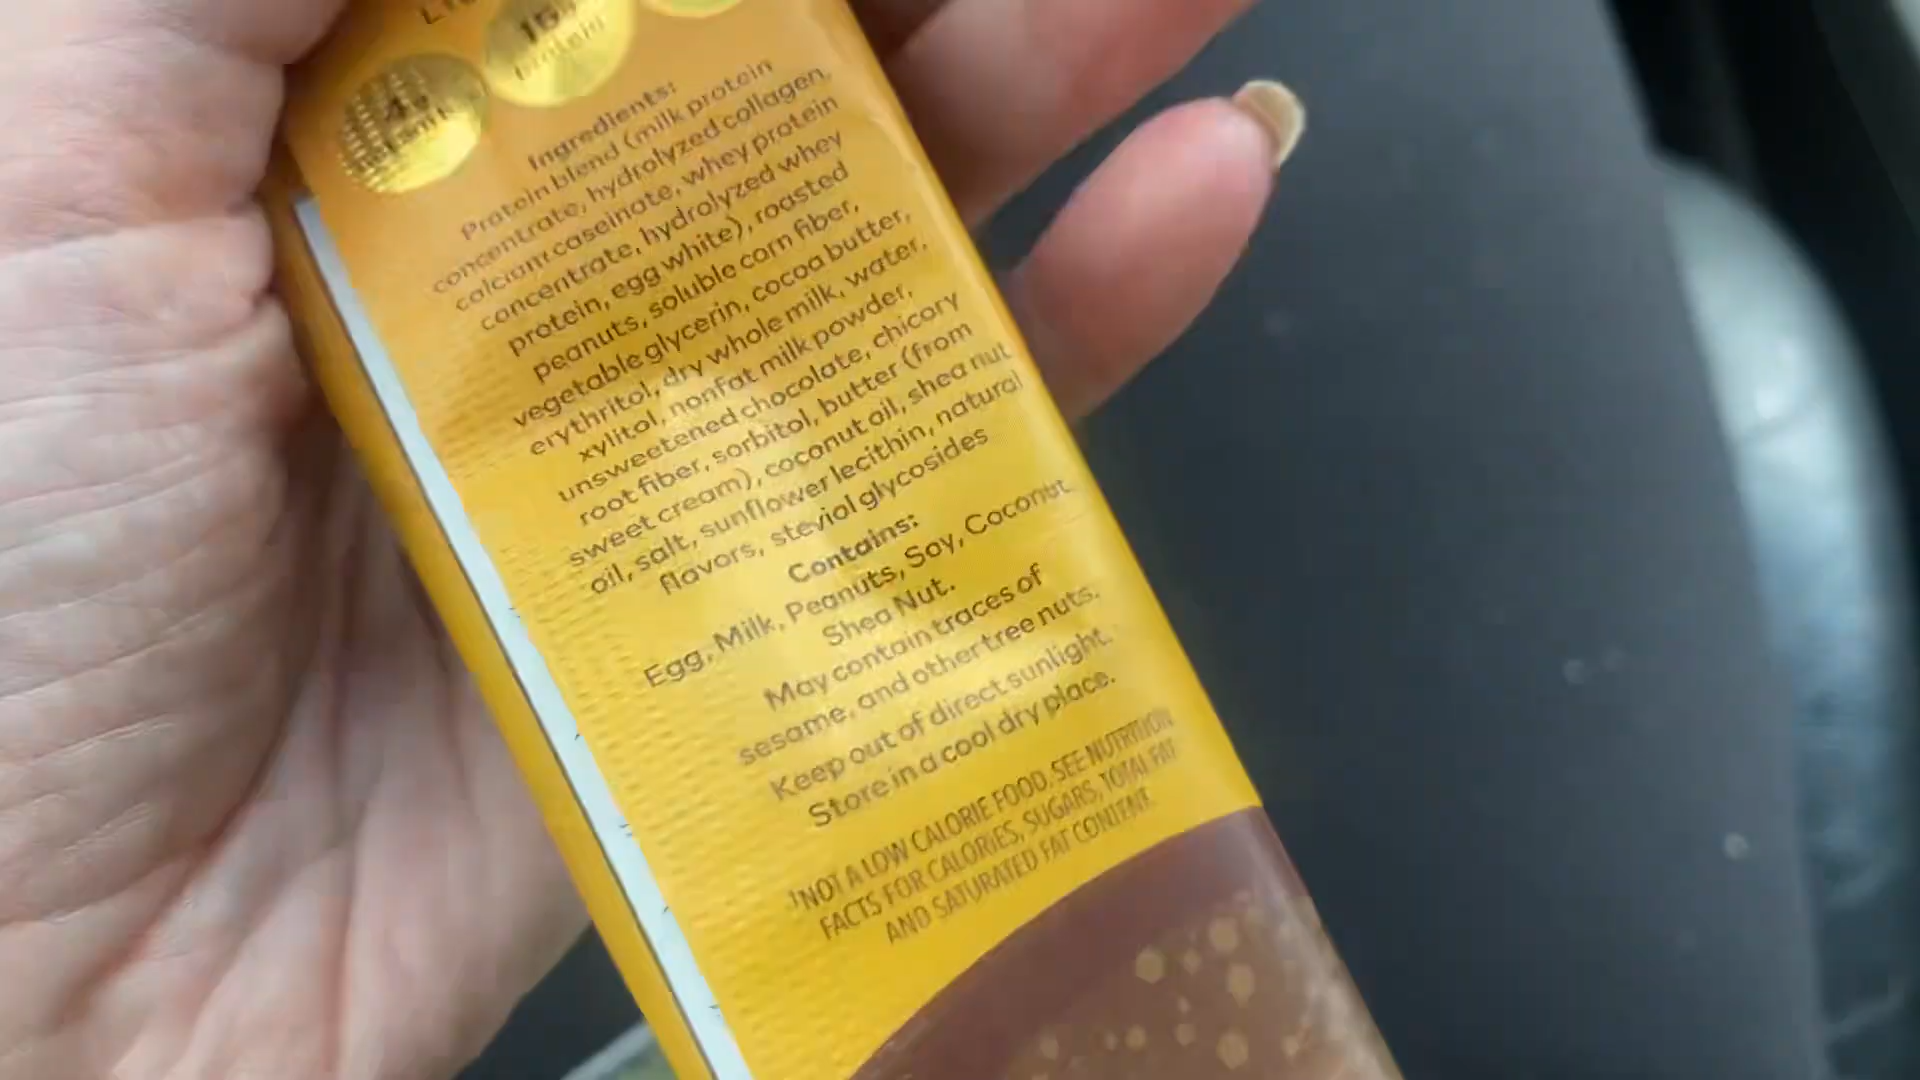 15g
protein
Ingredients:
Protein blend (milk protein
concentrate, hydrolyzed collagen,
calcium caseinate, whey protein
concentrate, hydrolyzed whey
protein, egg white), roasted
peanuts, soluble corn fiber,
vegetable glycerin, cocoa butter,
erythritol, dry whole milk, water,
xylitol, nonfat milk powder,
unsweetened chocolate, chicory
root fiber, sorbitol, butter (from
sweet cream), coconut oil, shea nut
oil, salt, sunflower lecithin, natural
flavors, steviol glycosides
Contains:
Egg, Milk, Peanuts, Soy, Coconut,
Shea Nut.
May contain traces of
sesame, and other tree nuts.
Keep out of direct sunlight.
Store in a cool dry place.
†NOT A LOW CALORIE FOOD. SEE NUTRITION
FACTS FOR CALORIES, SUGARS, TOTAL FAT
AND SATURATED FAT CONTENT.